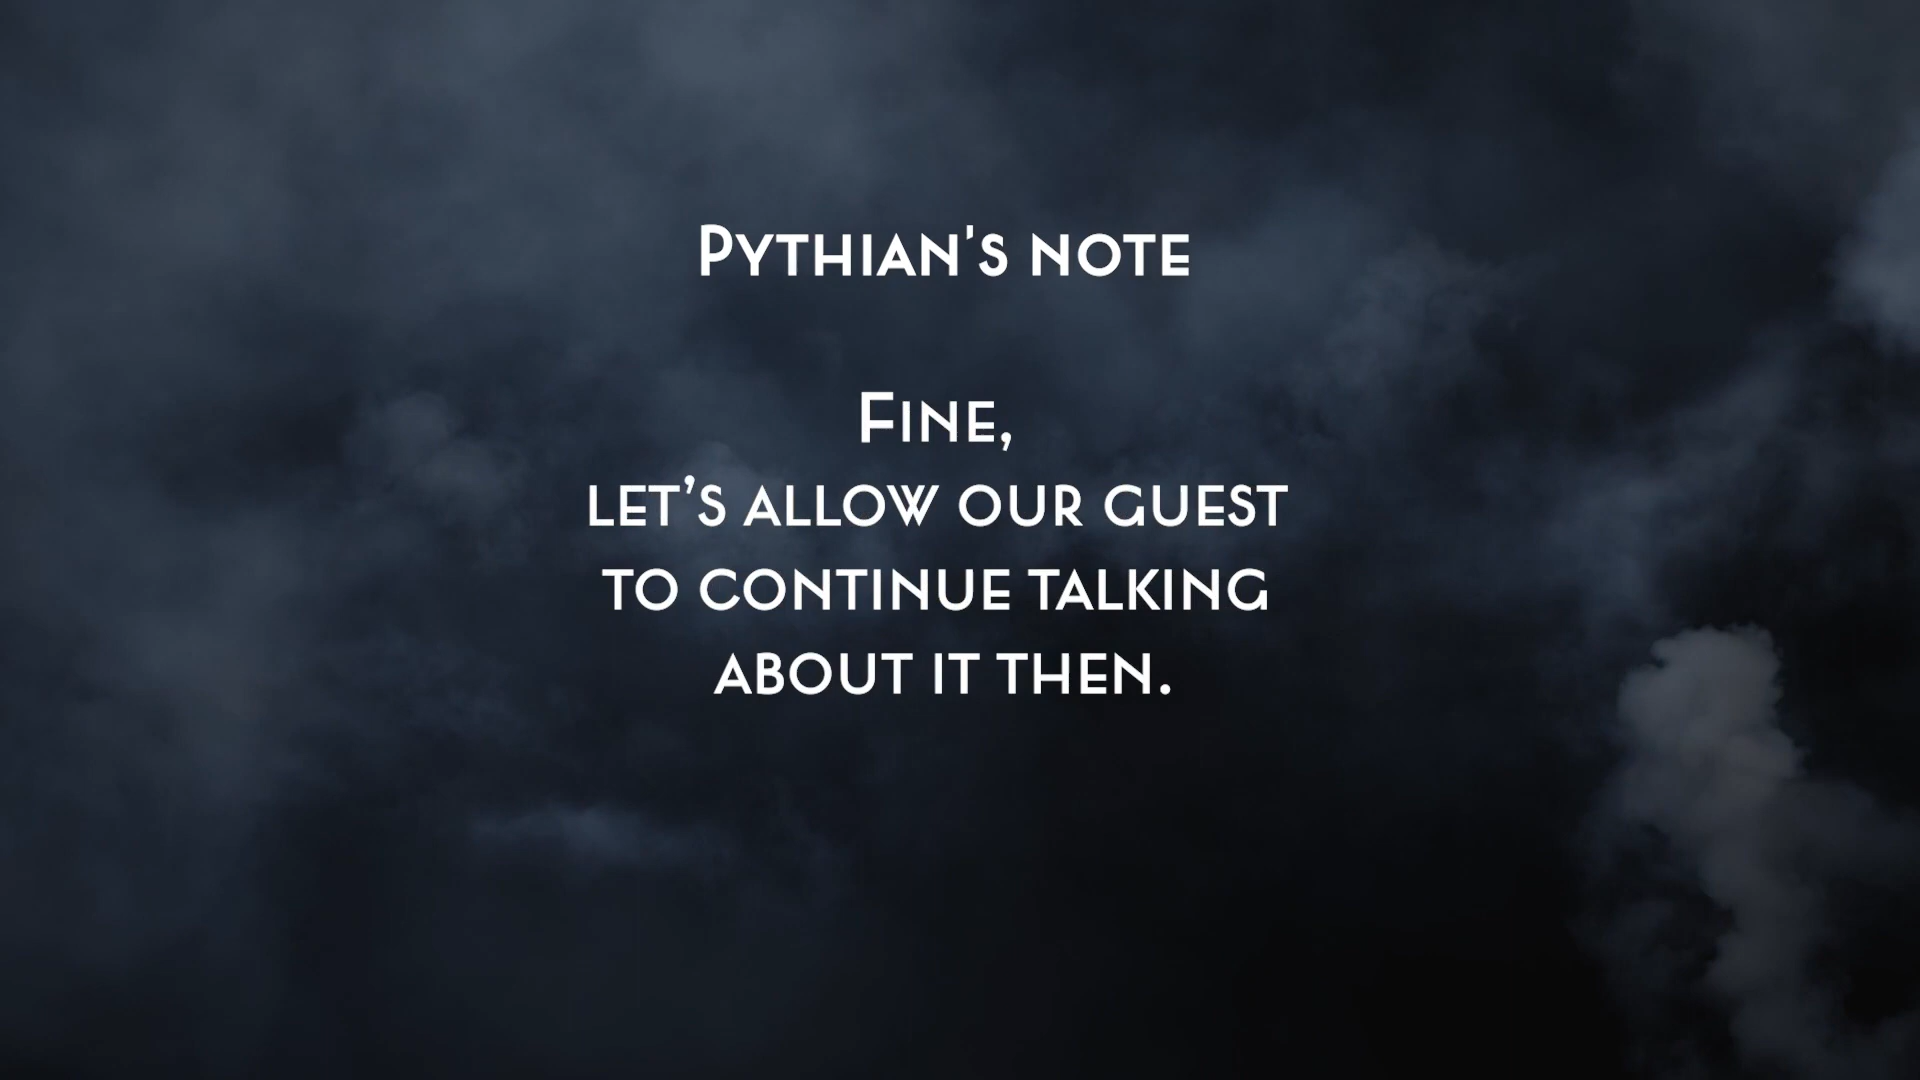 Pythian's note
Fine,
let’s allow our guest
to continue talking
about it then.